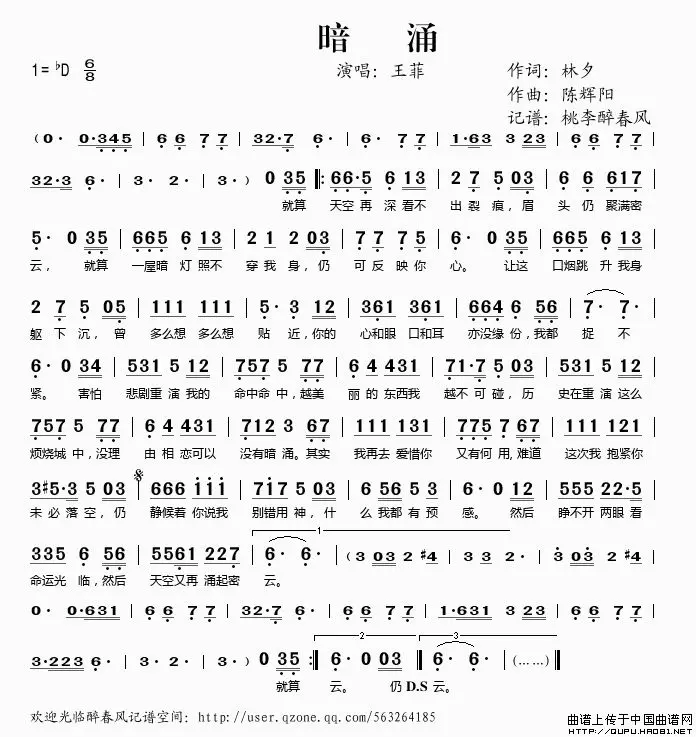 暗 涌
1= ♭D 6/8 演唱：王菲 作词：林夕
作曲：陈辉阳
记谱：桃李醉春风
(0· 0·345 | 6 6 7 7 | 32·7 6· | 6· 7 7 | 1·63 3 23 | 6 6 7 7 |
32·3 6· | 3· 2· | 3· ) 0 35 ‖: 66·5 6 13 | 2 7 5 03 | 6 6 617 |
就算 天空再 深看不 出裂痕，眉 头仍聚满密
5· 0 35 | 665 6 13 | 2 1 2 03 | 7 7 7 2 | 6· 0 35 | 665 6 13 |
云， 就算 一屋暗 灯照不 穿我身，仍 可反映你 心。让这 口烟跳 升我身
2 7 5 05 | 111 111 | 5· 3 12 | 361 361 | 664 6 56 | 7· 7· |
躯下沉，曾 多么想多么想 贴近，你的 心和眼口和耳 亦没缘份，我都 捉不
6· 0 34 | 531 5 12 | 757 5 77 | 6 4 431 | 71·7 5 03 | 531 5 12 |
紧。害怕 悲剧重演我的 命中命中，越美 丽的东西我 越不可碰，历 史在重演这么
757 5 77 | 6 6 431 | 712 3 67 | 131 131 | 775 7 67 | 111 121 |
烦烧城中，没理 由相恋可以 没有暗涌。其实 我再去爱惜你 又有何用，难道 这次我抱紧你
3#5·3 5 03 | 666 111 | 717 5 03 | 6 56 5 3 | 6· 0 12 | 555 22·5 |
未必落空，仍 静候着你说我 别错用神，什 么我都有预 感。然后 睁不开两眼看
335 6 56 | 5561 2227 | 1 6· 6· | (3 03 2 #4 | 3 3 2· | 3 03 2 #4 |
命运光临，然后 天空又再涌起密 云。
0· 0·631 | 6 6 7 7 | 32·7 6· | 6 6 7 7 | 1·631 3 23 | 6 6 7 7 |
3·223 6· | 3· 2· | 3· ) 0 35 :‖ 2 6· 0 03 ‖ 3 6· 6· | (……) ‖
就算 云。 仍D.S 云。
欢迎光临醉春风记谱空间：http://user.qzone.qq.com/563264185
曲谱上传于中国曲谱网
HTTP://QUPU.HAO81.NET